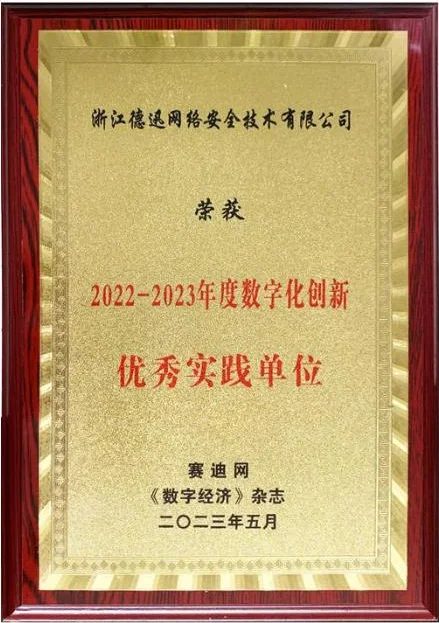 浙江德迅网络安全技术有限公司
荣获
2022-2023年度数字化创新
优秀实践单位
赛迪网
《数字经济》杂志
二〇二三年五月